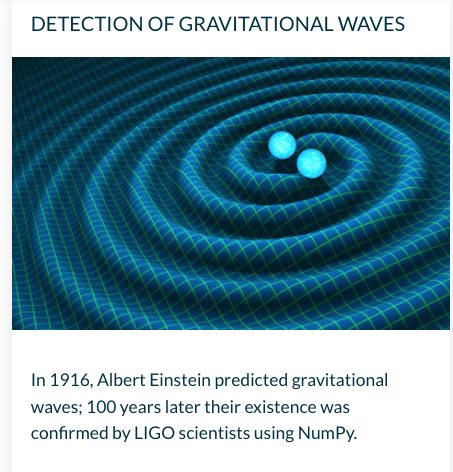 DETECTION OF GRAVITATIONAL WAVES
In 1916, Albert Einstein predicted gravitational
waves; 100 years later their existence was
confirmed by LIGO scientists using NumPy.